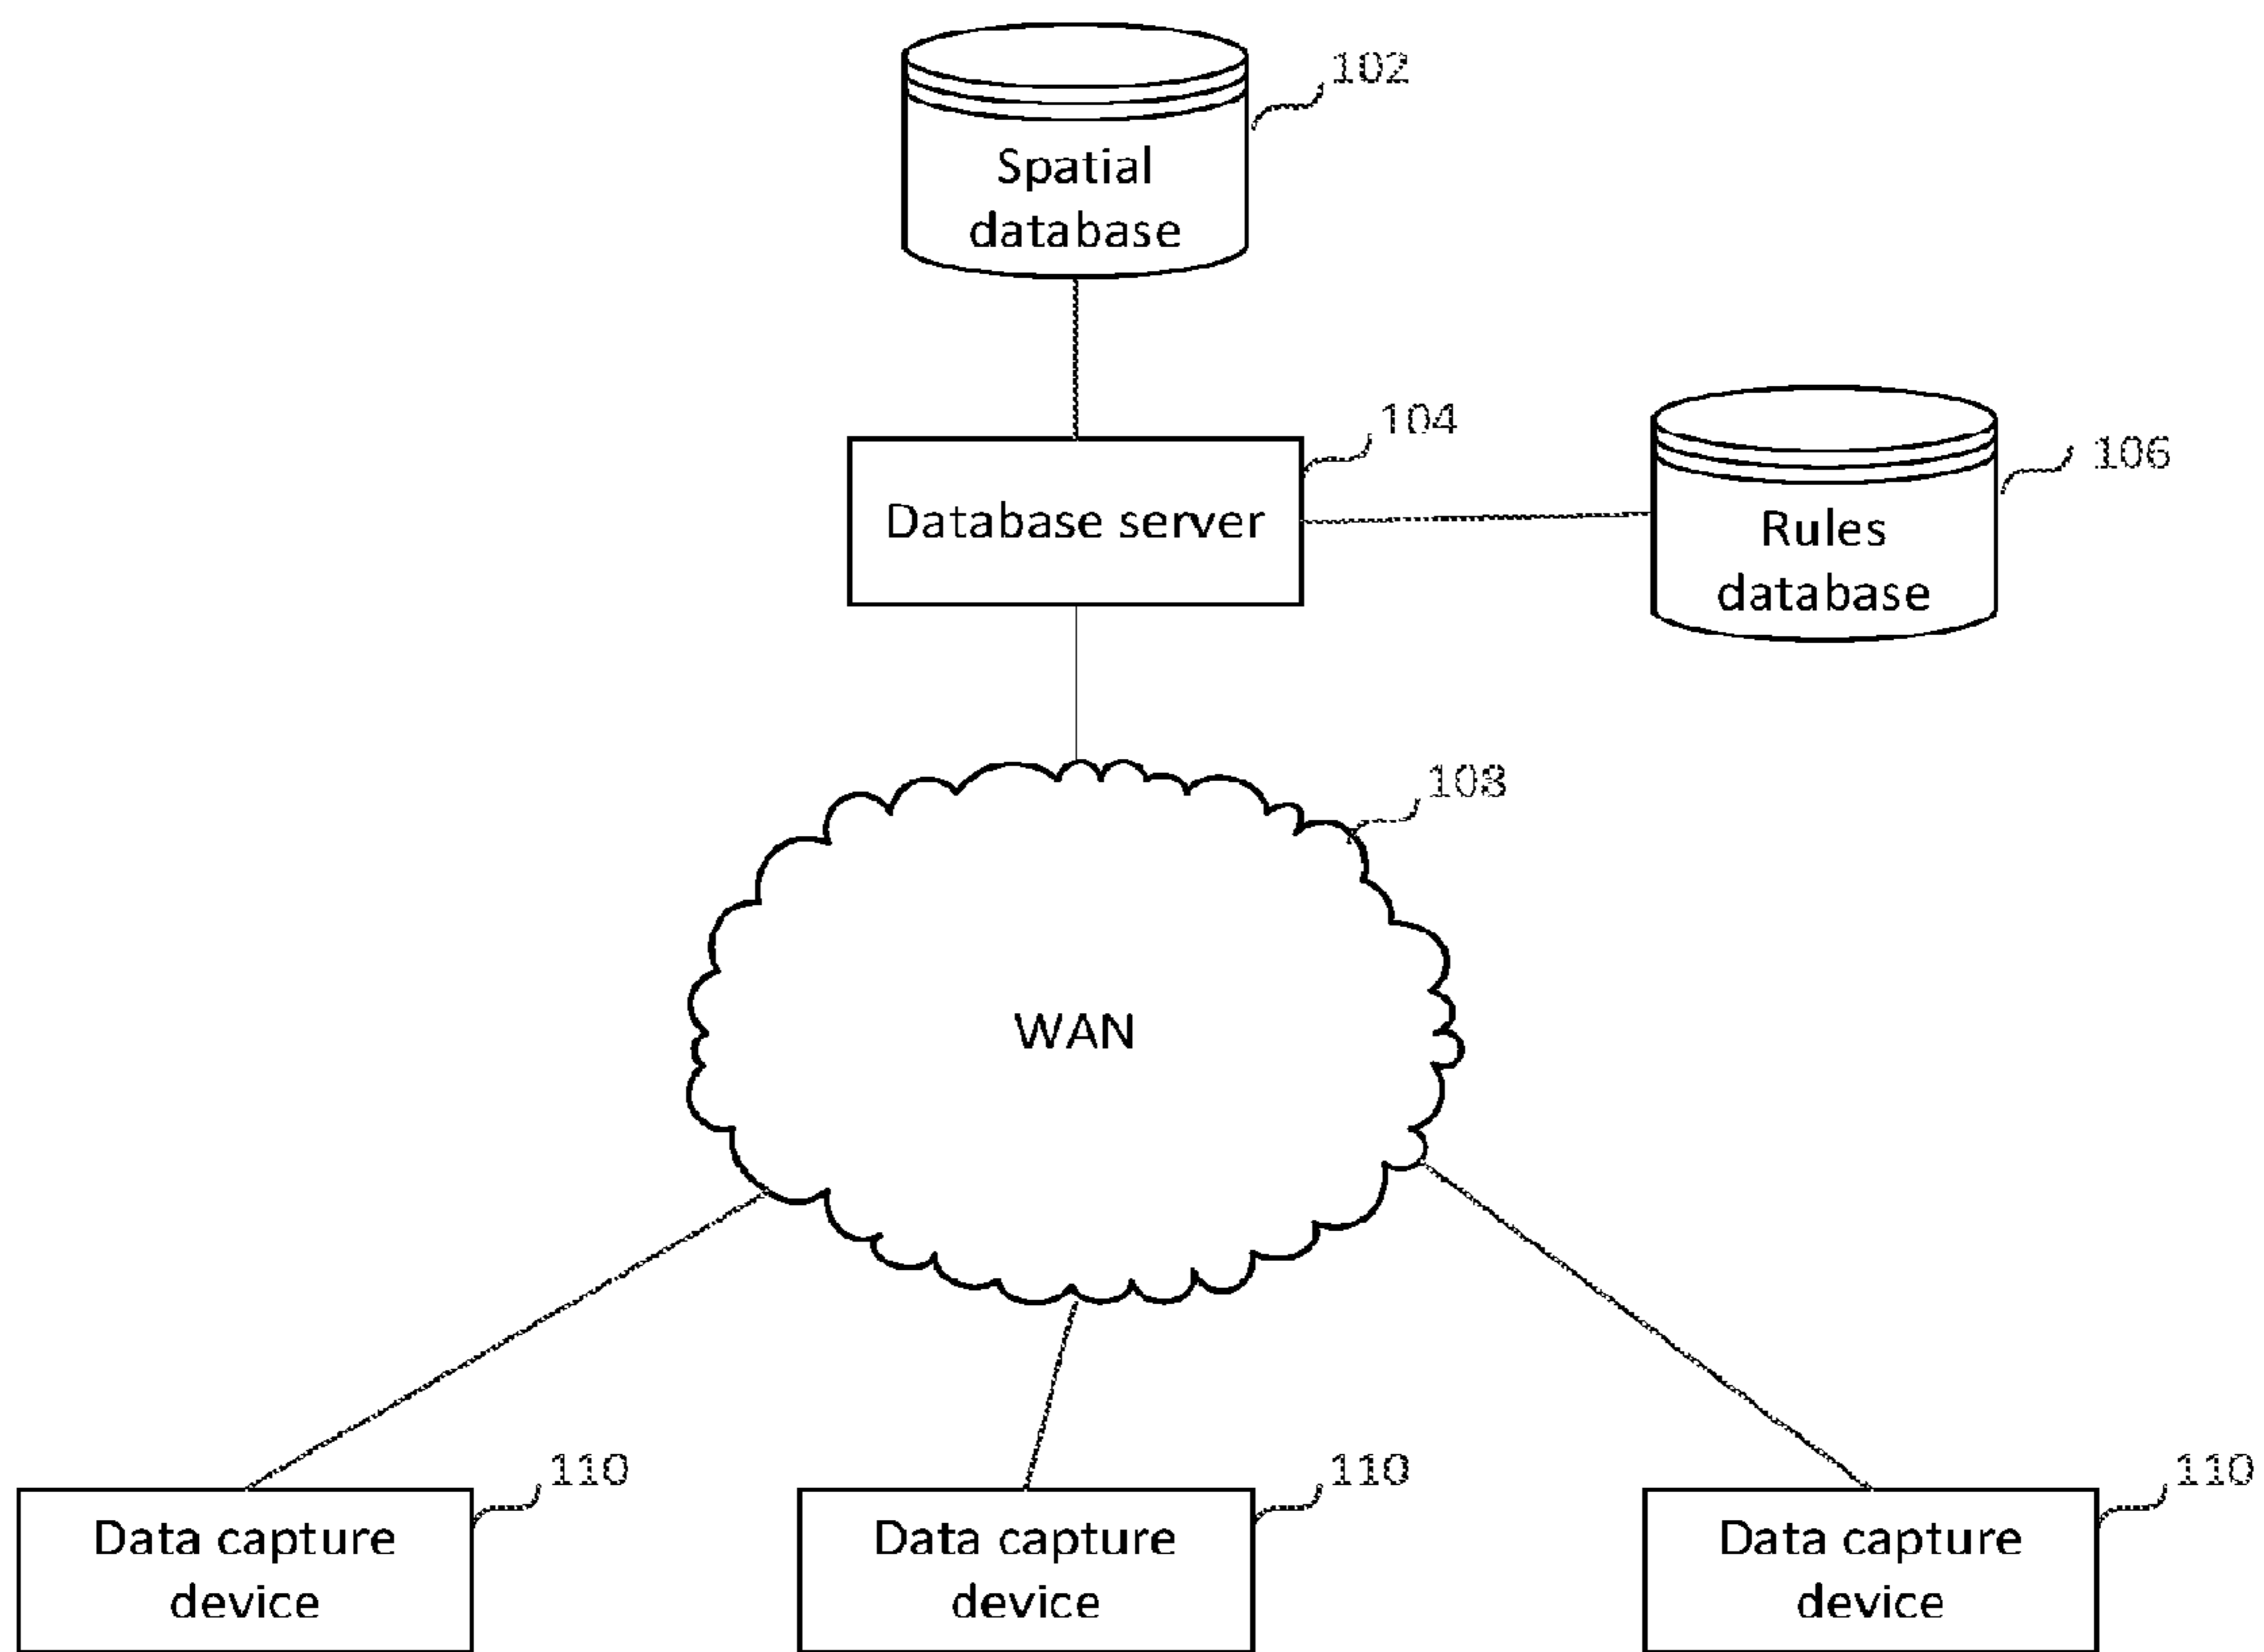 102
Spatial
database
104
106
Database server
Rules
database
108
WAN
110
110
110
Data capture
device
Data capture
device
Data capture
device